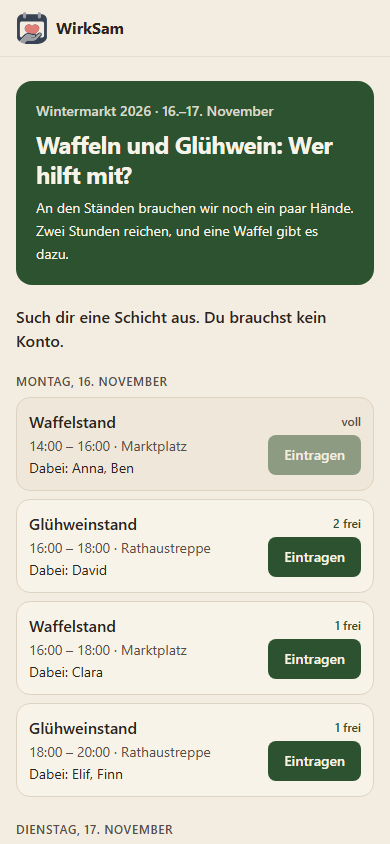 WirkSam
Wintermarkt 2026 · 16.–17. November
Waffeln und Glühwein: Wer
hilft mit?
An den Ständen brauchen wir noch ein paar Hände.
Zwei Stunden reichen, und eine Waffel gibt es
dazu.
Such dir eine Schicht aus. Du brauchst kein
Konto.
MONTAG, 16. NOVEMBER
Waffelstand
voll
14:00 – 16:00 · Marktplatz
Eintragen
Dabei: Anna, Ben
Glühweinstand
2 frei
16:00 – 18:00 · Rathaustreppe
Eintragen
Dabei: David
Waffelstand
1 frei
16:00 – 18:00 · Marktplatz
Eintragen
Dabei: Clara
Glühweinstand
1 frei
18:00 – 20:00 · Rathaustreppe
Eintragen
Dabei: Elif, Finn
DIENSTAG, 17. NOVEMBER